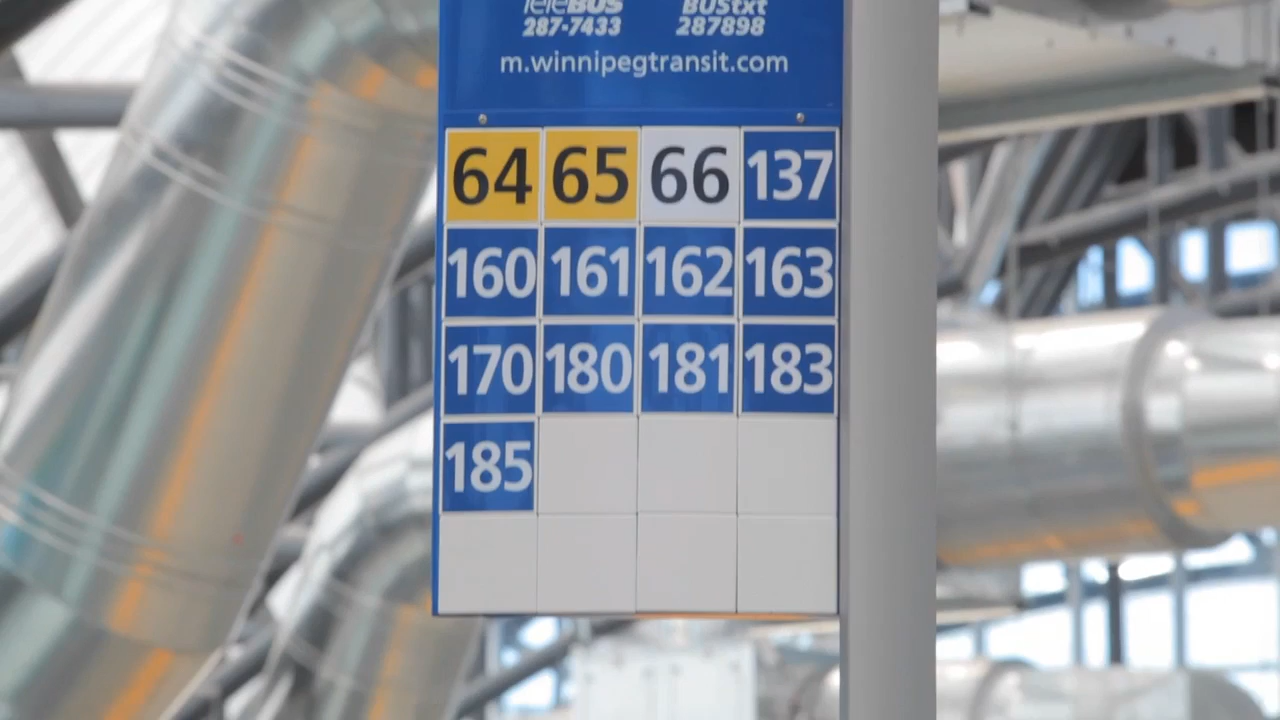 TeleBUS BUStxt
287-7433 287898
m.winnipegtransit.com
64 65 66 137
160 161 162 163
170 180 181 183
185